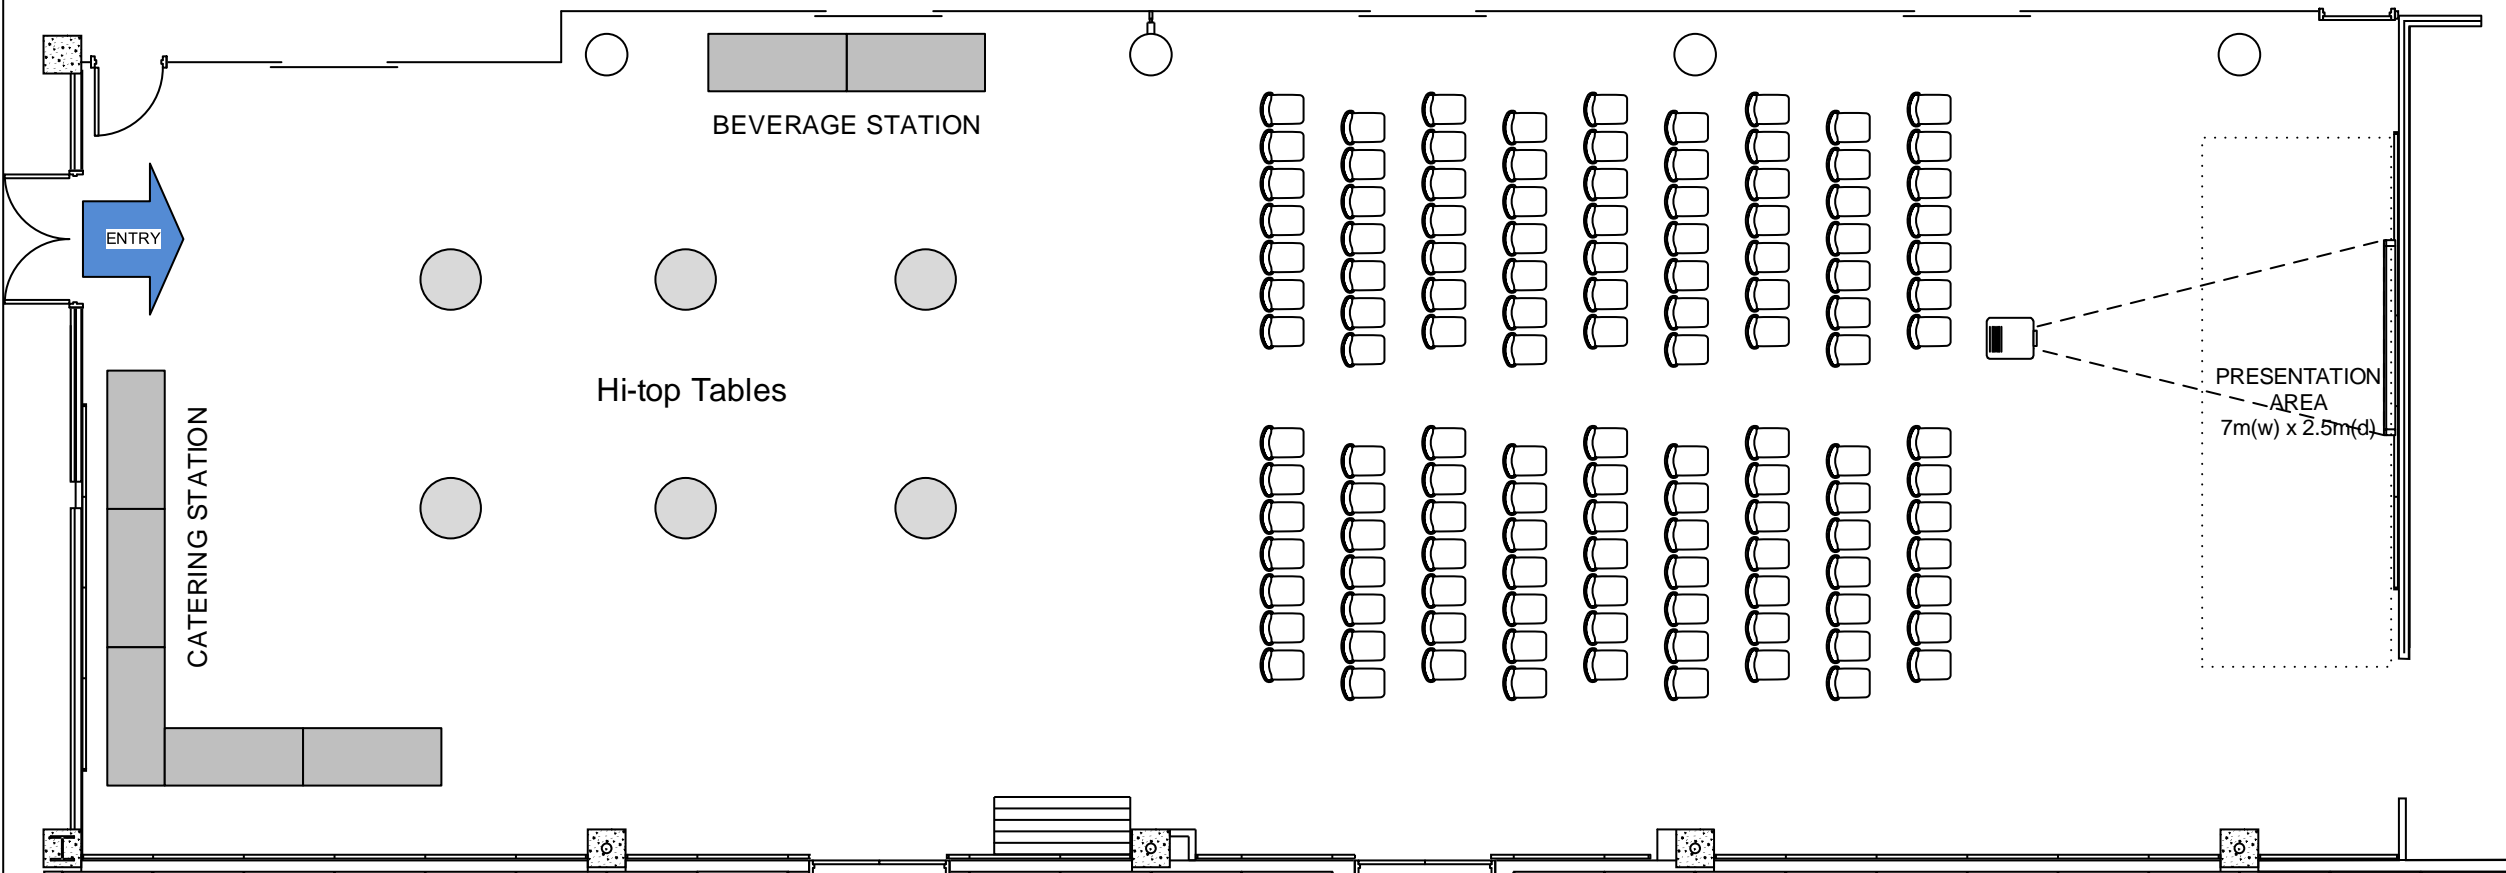 BEVERAGE STATION
ENTRY
Hi-top Tables
CATERING STATION
PRESENTATION
AREA
7m(w) x 2.5m(d)